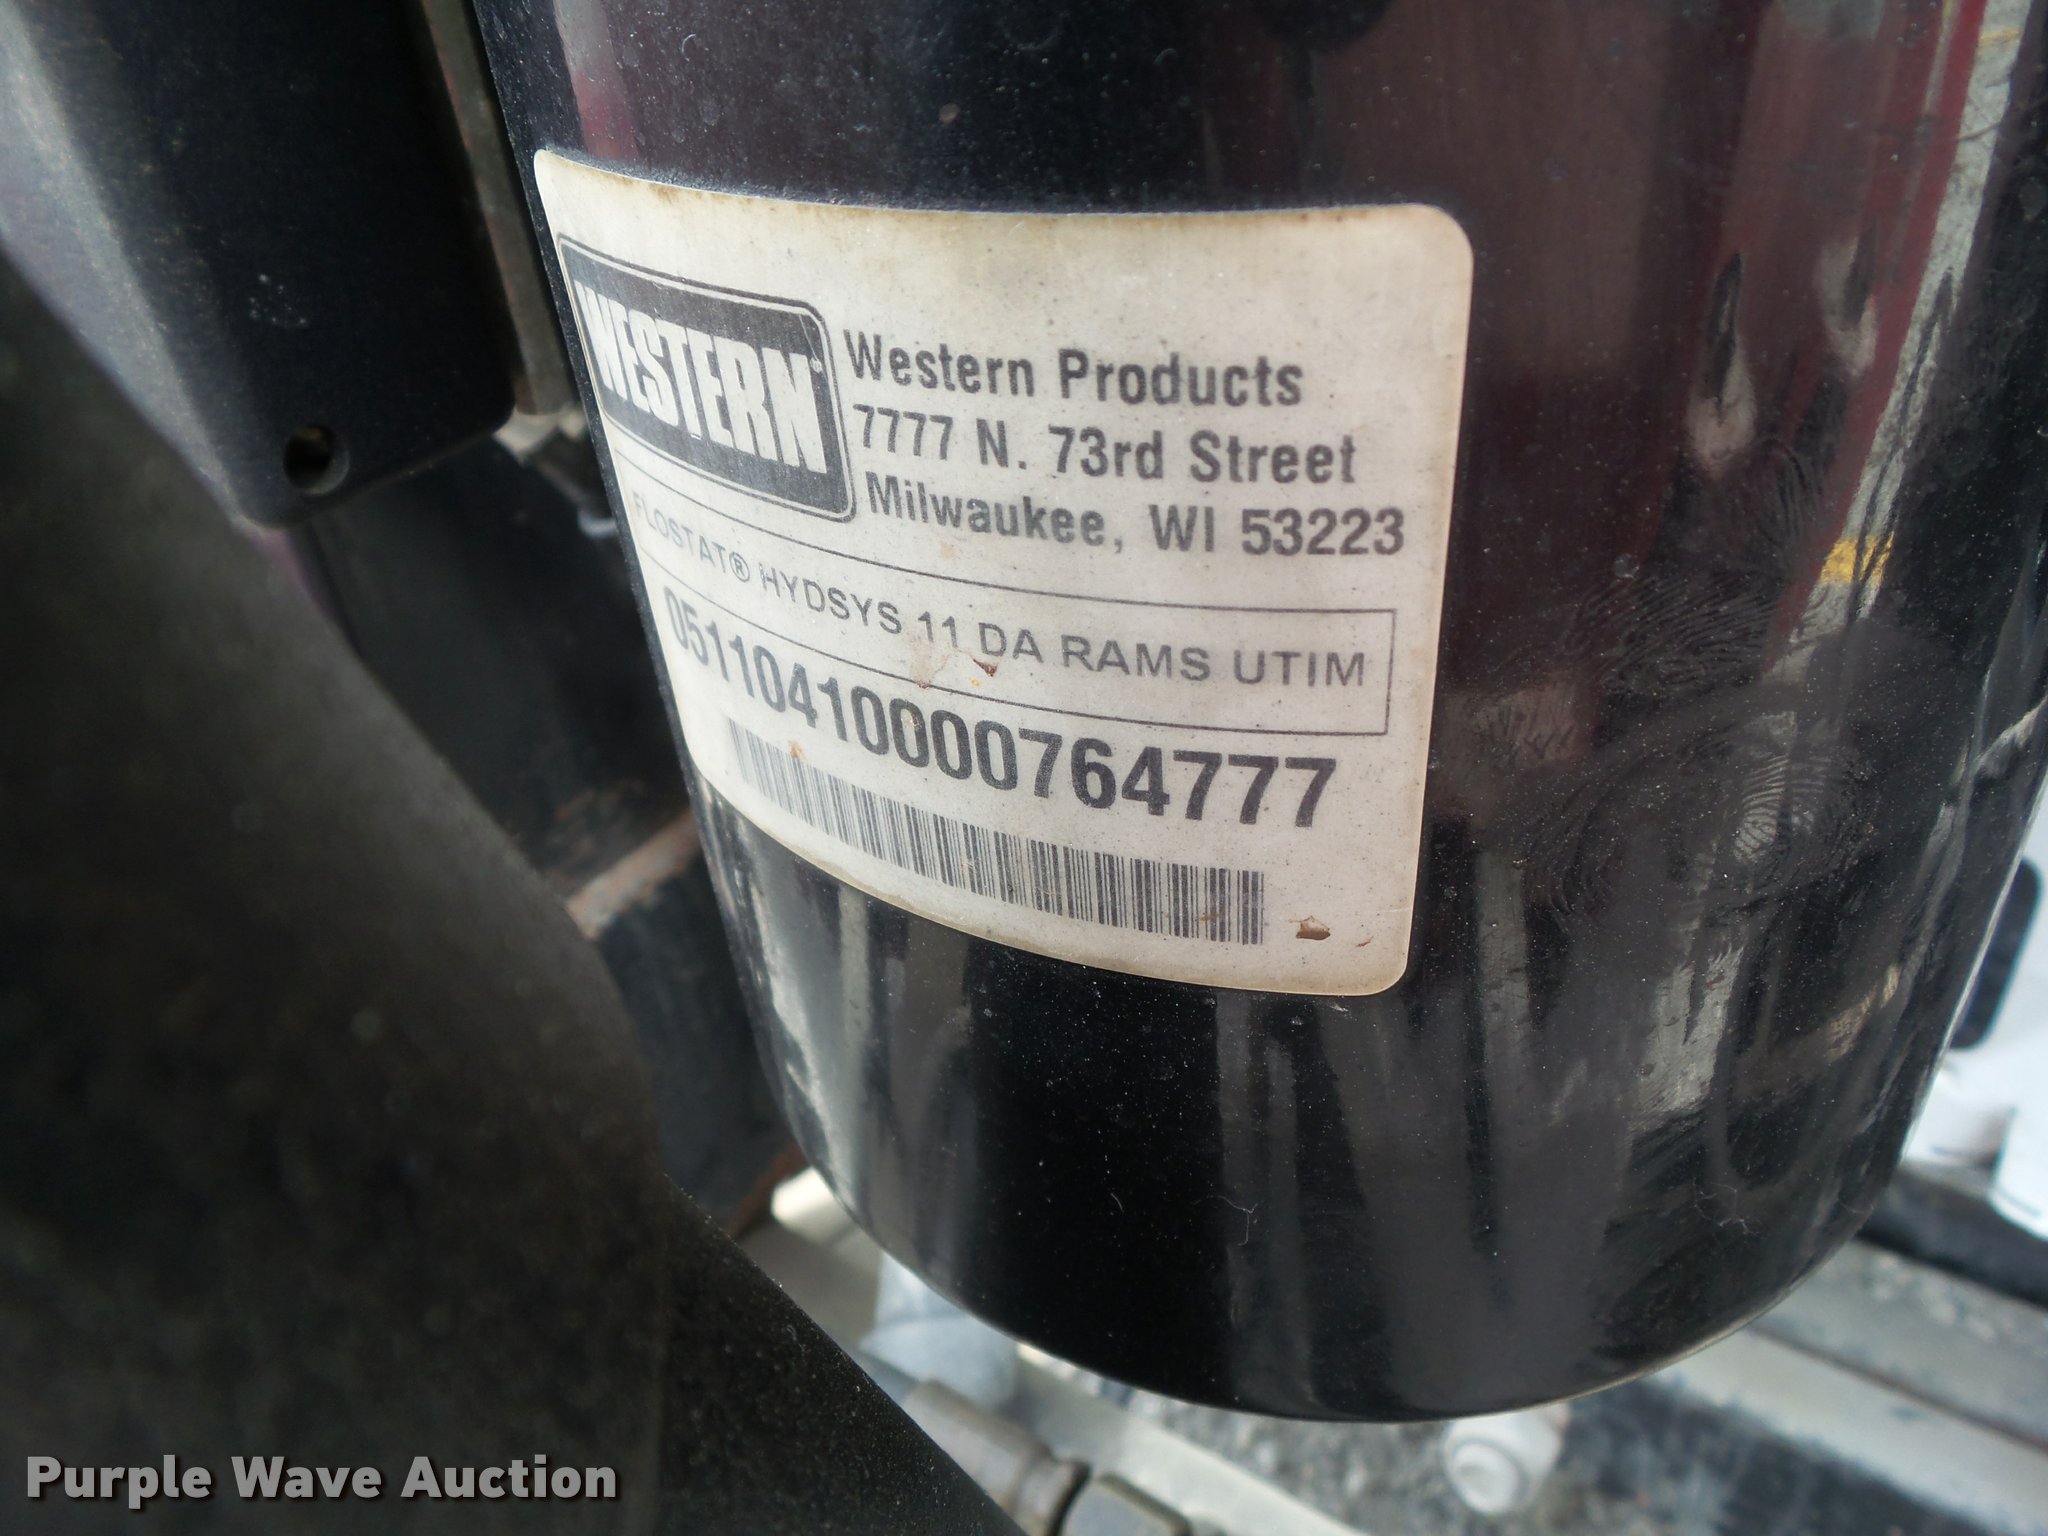 WESTERN
Western Products
7777 N. 73rd Street
Milwaukee, WI 53223
FLOSTAT® HYDSYS 11 DA RAMS UTIM
05110410000764777
Purple Wave Auction